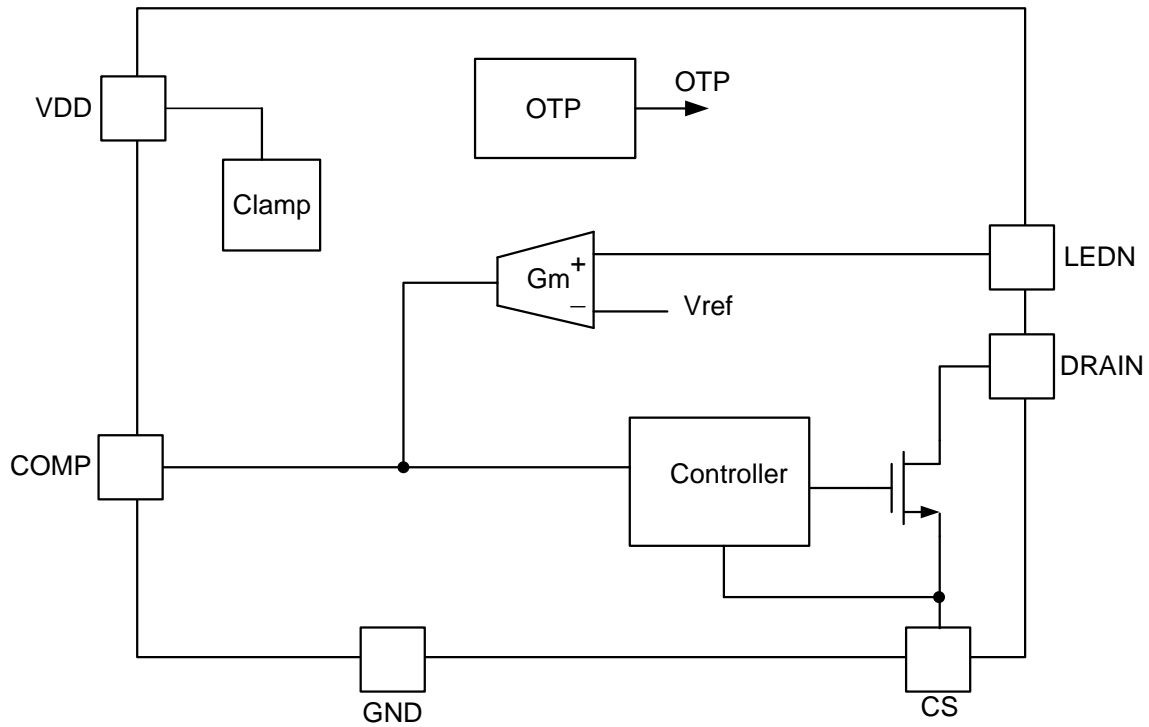 OTP
VDD
OTP
Clamp
LEDN
Gm
+
−
Vref
DRAIN
COMP
Controller
GND
CS